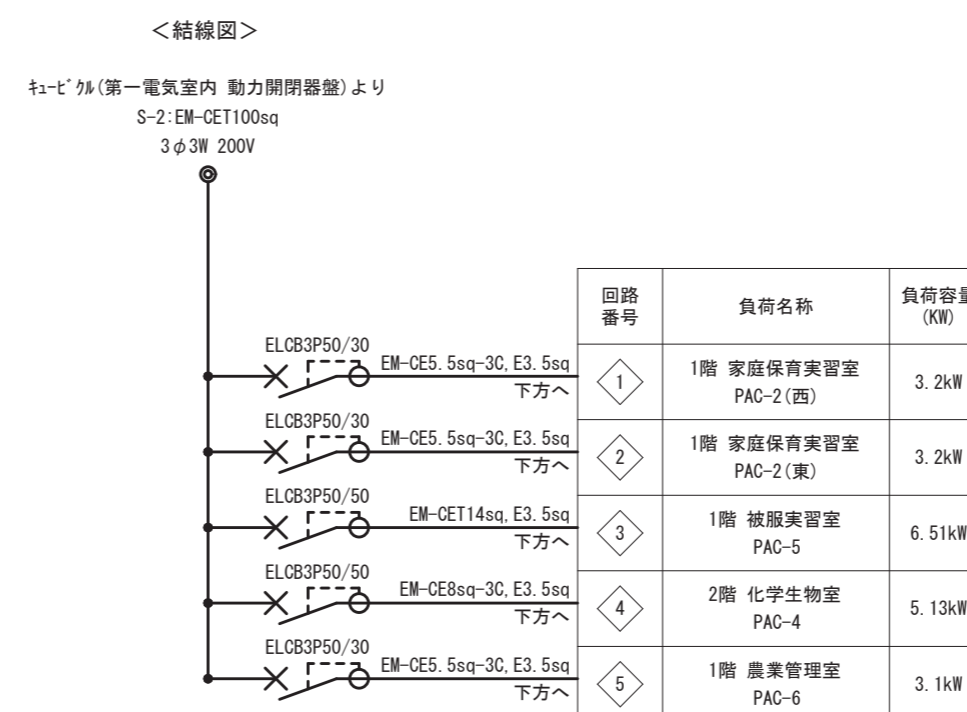 ＜結線図＞
ｷｭｰﾋﾞｸﾙ(第一電気室内 動力開閉器盤)より
S-2:EM-CET100sq
3φ3W 200V
回路
番号
負荷名称
負荷容量
(KW)
ELCB3P50/30
EM-CE5.5sq-3C,E3.5sq
下方へ
1
1階 家庭保育実習室
PAC-2(西)
3.2kW
ELCB3P50/30
EM-CE5.5sq-3C,E3.5sq
下方へ
2
1階 家庭保育実習室
PAC-2(東)
3.2kW
ELCB3P50/50
EM-CET14sq,E3.5sq
下方へ
3
1階 被服実習室
PAC-5
6.51kW
ELCB3P50/50
EM-CE8sq-3C,E3.5sq
下方へ
4
2階 化学生物室
PAC-4
5.13kW
ELCB3P50/30
EM-CE5.5sq-3C,E3.5sq
下方へ
5
1階 農業管理室
PAC-6
3.1kW